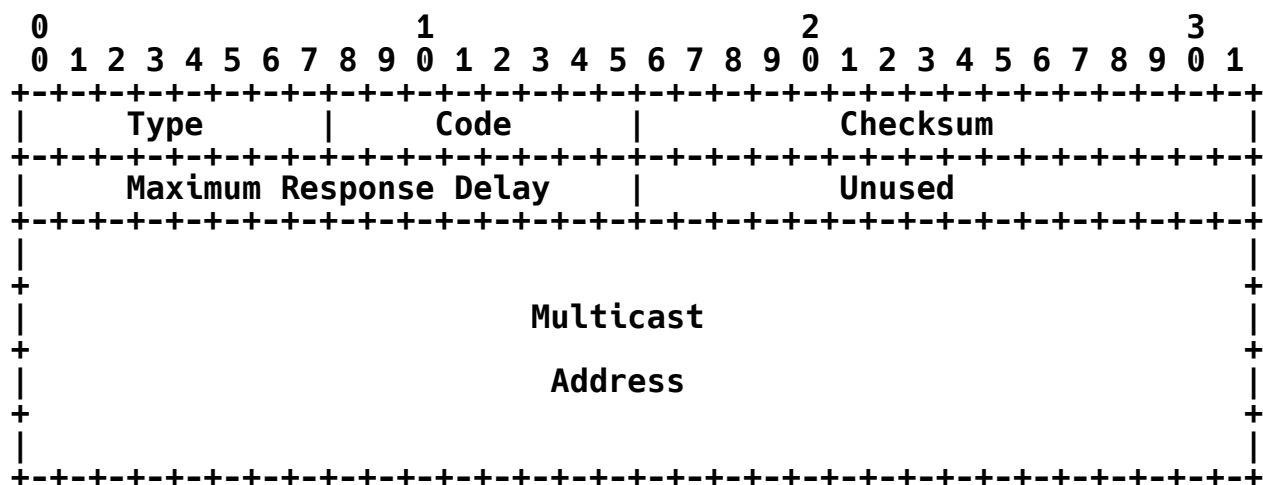 0                   1                   2                   3
 0 1 2 3 4 5 6 7 8 9 0 1 2 3 4 5 6 7 8 9 0 1 2 3 4 5 6 7 8 9 0 1
+-+-+-+-+-+-+-+-+-+-+-+-+-+-+-+-+-+-+-+-+-+-+-+-+-+-+-+-+-+-+-+-+
|     Type      |     Code      |          Checksum             |
+-+-+-+-+-+-+-+-+-+-+-+-+-+-+-+-+-+-+-+-+-+-+-+-+-+-+-+-+-+-+-+-+
|     Maximum Response Delay    |          Unused               |
+-+-+-+-+-+-+-+-+-+-+-+-+-+-+-+-+-+-+-+-+-+-+-+-+-+-+-+-+-+-+-+-+
|                                                               |
+                                                               +
|                          Multicast                            |
+                                                               +
|                           Address                             |
+                                                               +
|                                                               |
+-+-+-+-+-+-+-+-+-+-+-+-+-+-+-+-+-+-+-+-+-+-+-+-+-+-+-+-+-+-+-+-+